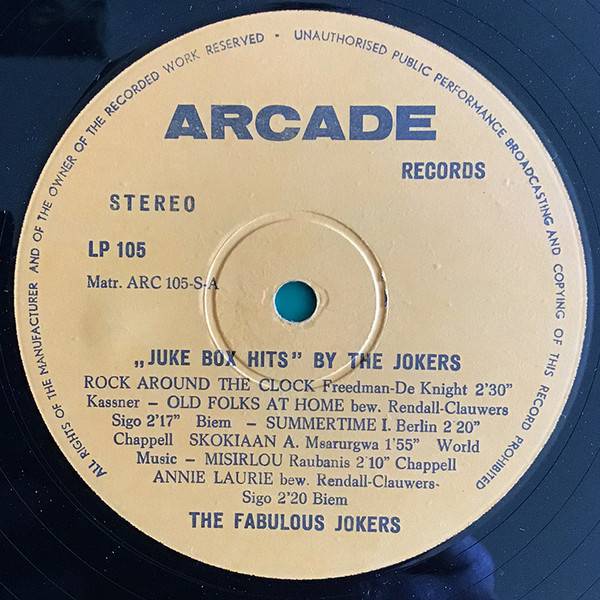 ALL RIGHTS OF THE MANUFACTURER AND OF THE OWNER OF THE RECORDED WORK RESERVED • UNAUTHORISED PUBLIC PERFORMANCE BROADCASTING AND COPYING OF THIS RECORD PROHIBITED
ARCADE
RECORDS
STEREO
LP 105
Matr. ARC 105-S-A
„JUKE BOX HITS” BY THE JOKERS
ROCK AROUND THE CLOCK Freedman-De Knight 2'30"
Kassner – OLD FOLKS AT HOME bew. Rendall-Clauwers
Sigo 2'17" Biem – SUMMERTIME I. Berlin 2'20"
Chappell SKOKIAAN A. Msarurgwa 1'55" World
Music – MISIRLOU Raubanis 2'10" Chappell
ANNIE LAURIE bew. Rendall-Clauwers-
Sigo 2'20 Biem
THE FABULOUS JOKERS